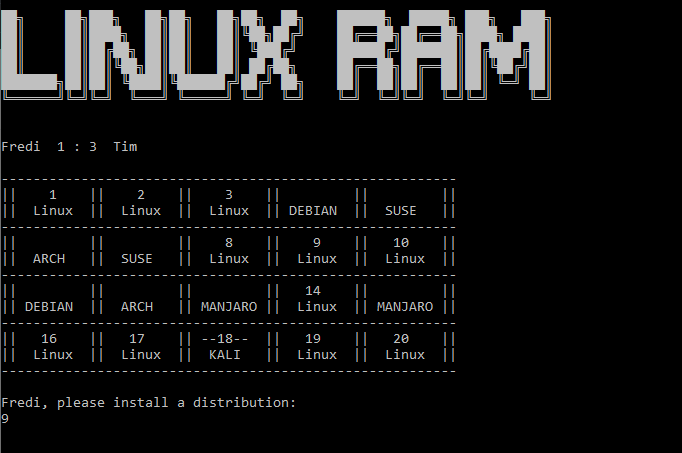 LINUX RAM
Fredi  1 : 3  Tim
---------------------------------------------------------
||    1    ||    2    ||    3    ||         ||         ||
||  Linux  ||  Linux  ||  Linux  || DEBIAN  ||  SUSE   ||
---------------------------------------------------------
||         ||         ||    8    ||    9    ||   10    ||
||  ARCH   ||  SUSE   ||  Linux  ||  Linux  ||  Linux  ||
---------------------------------------------------------
||         ||         ||         ||   14    ||         ||
|| DEBIAN  ||  ARCH   || MANJARO ||  Linux  || MANJARO ||
---------------------------------------------------------
||   16    ||   17    || --18--  ||   19    ||   20    ||
||  Linux  ||  Linux  ||  KALI   ||  Linux  ||  Linux  ||
---------------------------------------------------------
Fredi, please install a distribution:
9